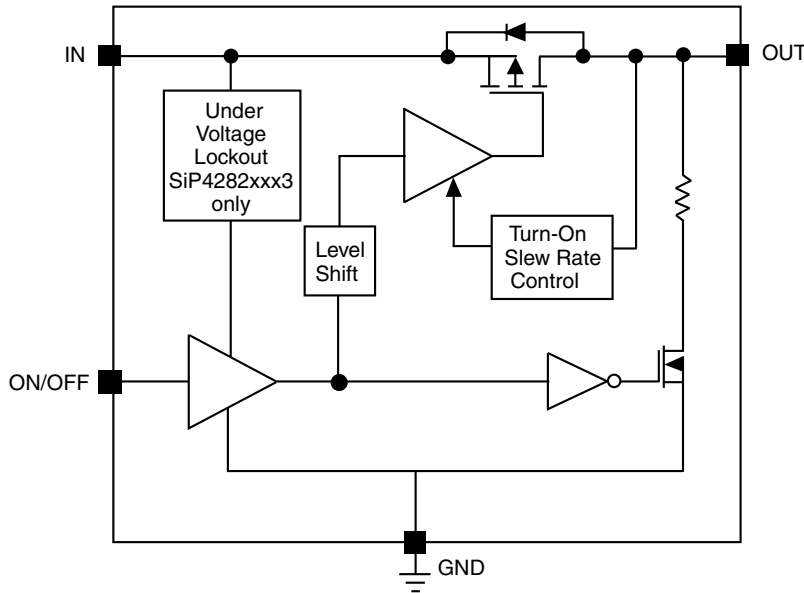 IN
OUT
Under
Voltage
Lockout
SiP4282xxx3
only
Level
Shift
Turn-On
Slew Rate
Control
ON/OFF
GND